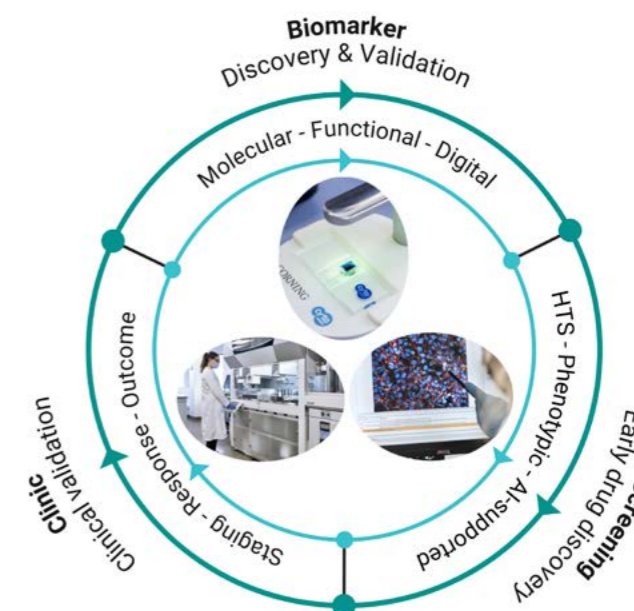 Biomarker
Discovery & Validation
Molecular - Functional - Digital
HTS - Phenotypic - AI-supported
Early drug discovery
Staging - Response - Outcome
Clinic
Clinical validation
CORNING